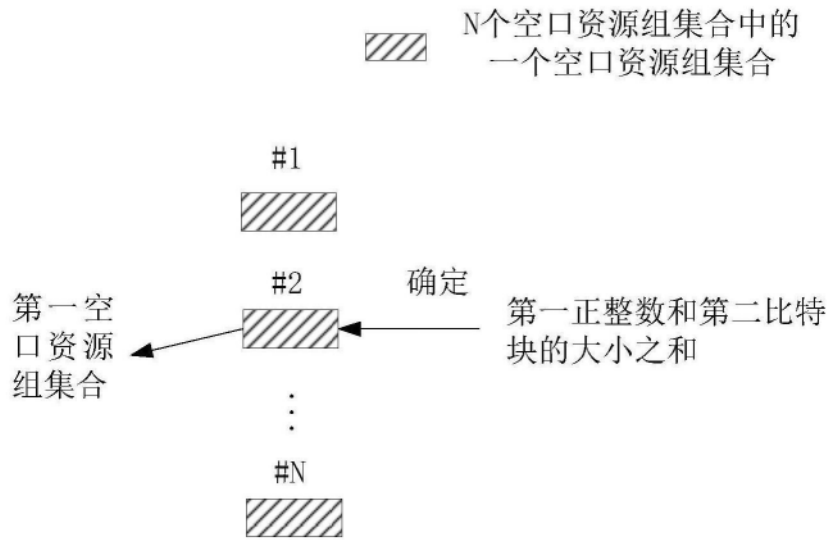 N个空口资源组集合中的
一个空口资源组集合
#1
#2
确定
第一空
口资源
组集合
第一正整数和第二比特
块的大小之和
⋮
#N